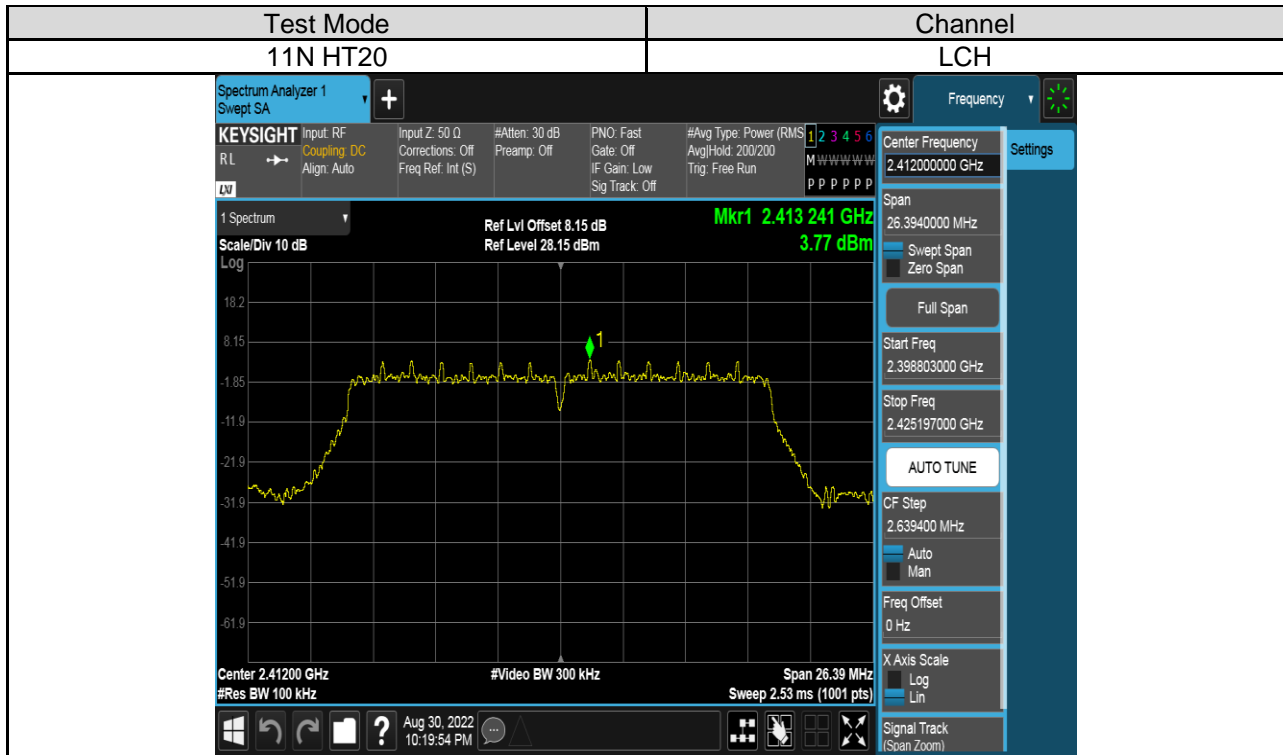 Test Mode Channel
11N HT20 LCH
Spectrum Analyzer 1
Swept SA
+
Frequency
KEYSIGHT
RL
LXI
Input: RF
Coupling: DC
Align: Auto
Input Z: 50 Ω
Corrections: Off
Freq Ref: Int (S)
#Atten: 30 dB
Preamp: Off
PNO: Fast
Gate: Off
IF Gain: Low
Sig Track: Off
#Avg Type: Power (RMS
Avg|Hold: 200/200
Trig: Free Run
1 2 3 4 5 6
M W W W W W
P P P P P P
1 Spectrum
Scale/Div 10 dB
Ref Lvl Offset 8.15 dB
Ref Level 28.15 dBm
Mkr1 2.413 241 GHz
3.77 dBm
Log
18.2
8.15
-1.85
-11.9
-21.9
-31.9
-41.9
-51.9
-61.9
1
Center 2.41200 GHz
#Res BW 100 kHz
#Video BW 300 kHz
Span 26.39 MHz
Sweep 2.53 ms (1001 pts)
Center Frequency
2.412000000 GHz
Settings
Span
26.3940000 MHz
Swept Span
Zero Span
Full Span
Start Freq
2.398803000 GHz
Stop Freq
2.425197000 GHz
AUTO TUNE
CF Step
2.639400 MHz
Auto
Man
Freq Offset
0 Hz
X Axis Scale
Log
Lin
Signal Track
(Span Zoom)
?
Aug 30, 2022
10:19:54 PM